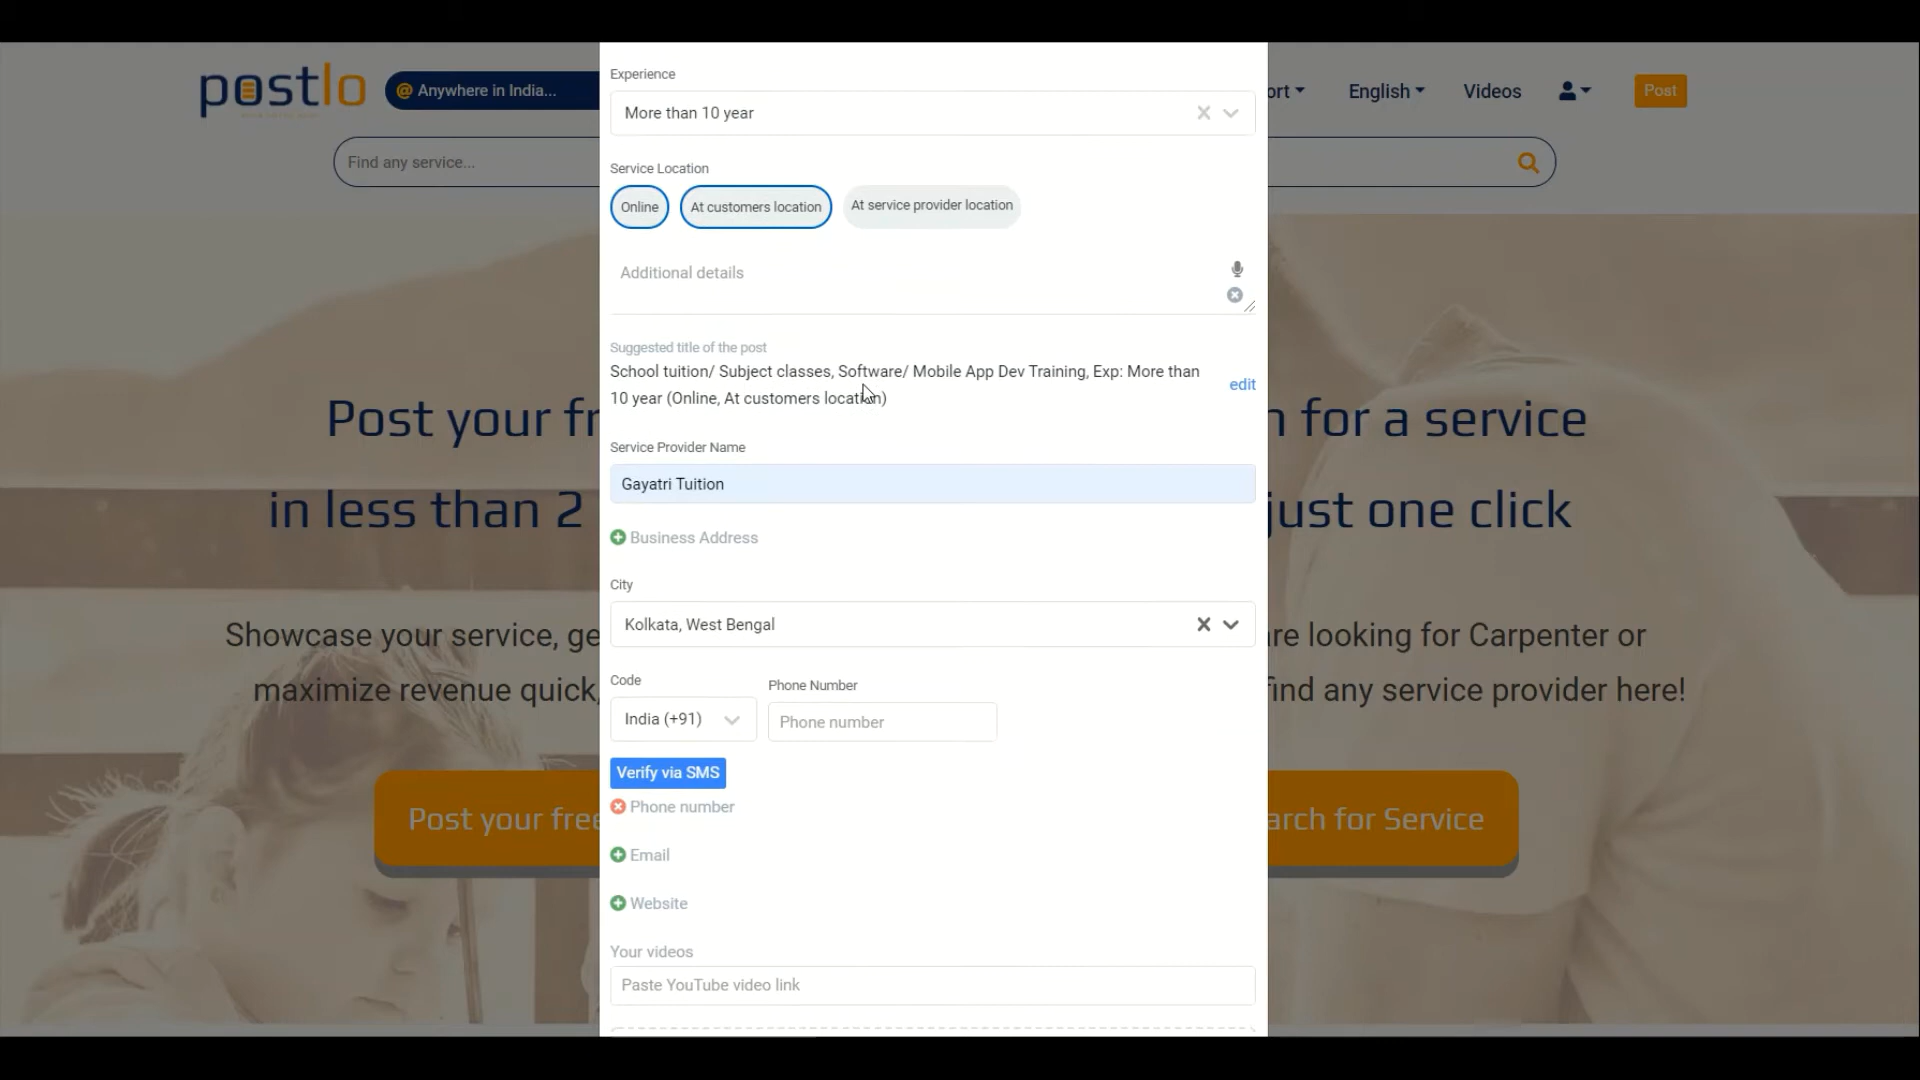 postlo
@ Anywhere in India...
ort
English
Videos
Post
Find any service...
Experience
More than 10 year
Service Location
Online
At customers location
At service provider location
Additional details
Suggested title of the post
School tuition/ Subject classes, Software/ Mobile App Dev Training, Exp: More than
10 year (Online, At customers location)
edit
Service Provider Name
Gayatri Tuition
Business Address
City
Kolkata, West Bengal
Code
Phone Number
India (+91)
Phone number
Verify via SMS
Phone number
Email
Website
Your videos
Paste YouTube video link
Post your fr
in less than 2
Showcase your service, ge
maximize revenue quick,
Post your free
h for a service
just one click
re looking for Carpenter or
find any service provider here!
arch for Service